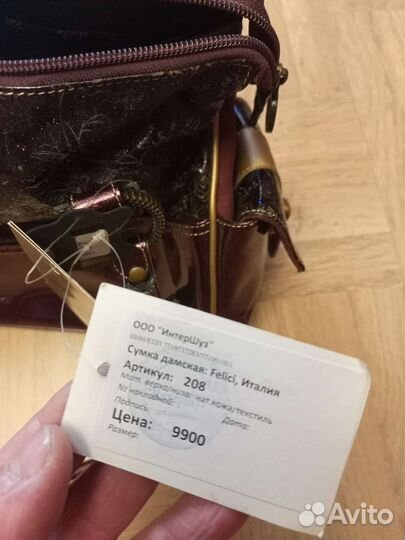 ООО "ИнтерШуз"
Сумка дамская: Felici, Италия
Артикул: 208
Мат. верха/низа: нат.кожа/текстиль
№ накладной:
Дата:
Подпись:
Цена: 9900
Размер:
Avito